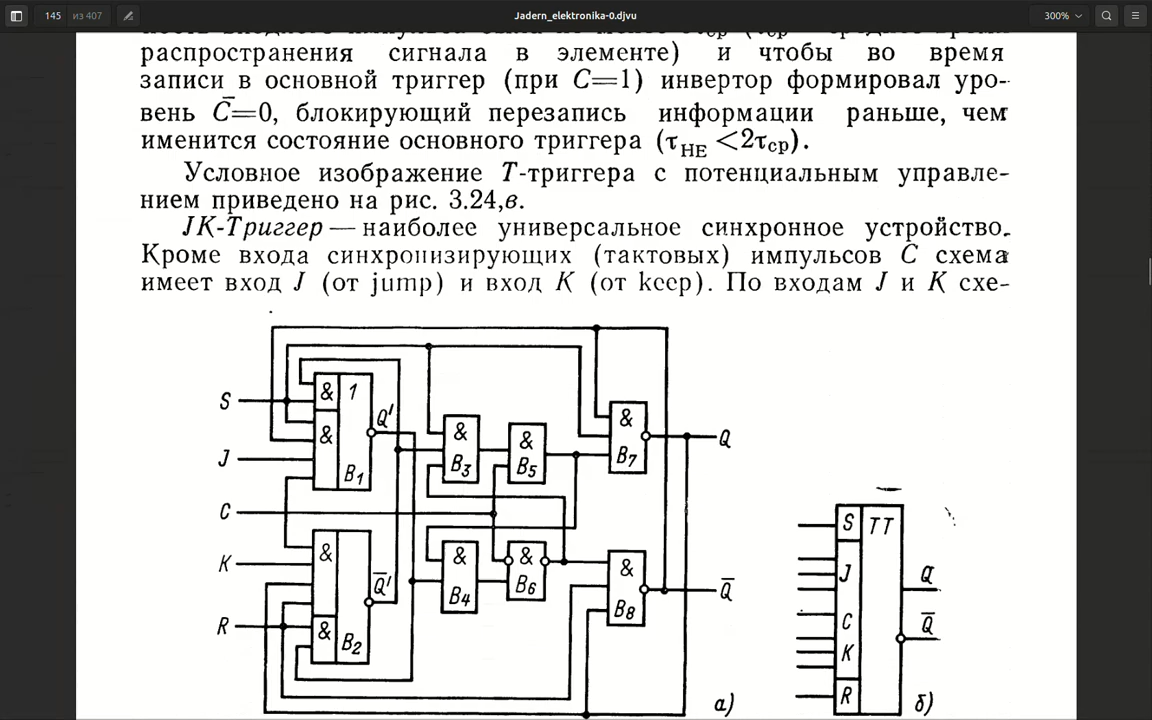 145
из 407
Jadern_elektronika-0.djvu
300%
распространения сигнала в элементе) и чтобы во время
записи в основной триггер (при C=1) инвертор формировал уро-
вень C̄=0, блокирующий перезапись информации раньше, чем
именится состояние основного триггера (τНЕ <2τср).
Условное изображение T-триггера с потенциальным управле-
нием приведено на рис. 3.24,в.
JK-Триггер — наиболее универсальное синхронное устройство.
Кроме входа синхронизирующих (тактовых) импульсов C схема
имеет вход J (от jump) и вход K (от keep). По входам J и K схе-
S
J
C
K
R
& 1
&
B1
Q'
&
&
B2
Q̄'
&
B3
&
B5
&
B4
&
B6
&
B7
&
B8
Q
Q̄
а)
S TT
J
C
K
R
Q
Q̄
б)